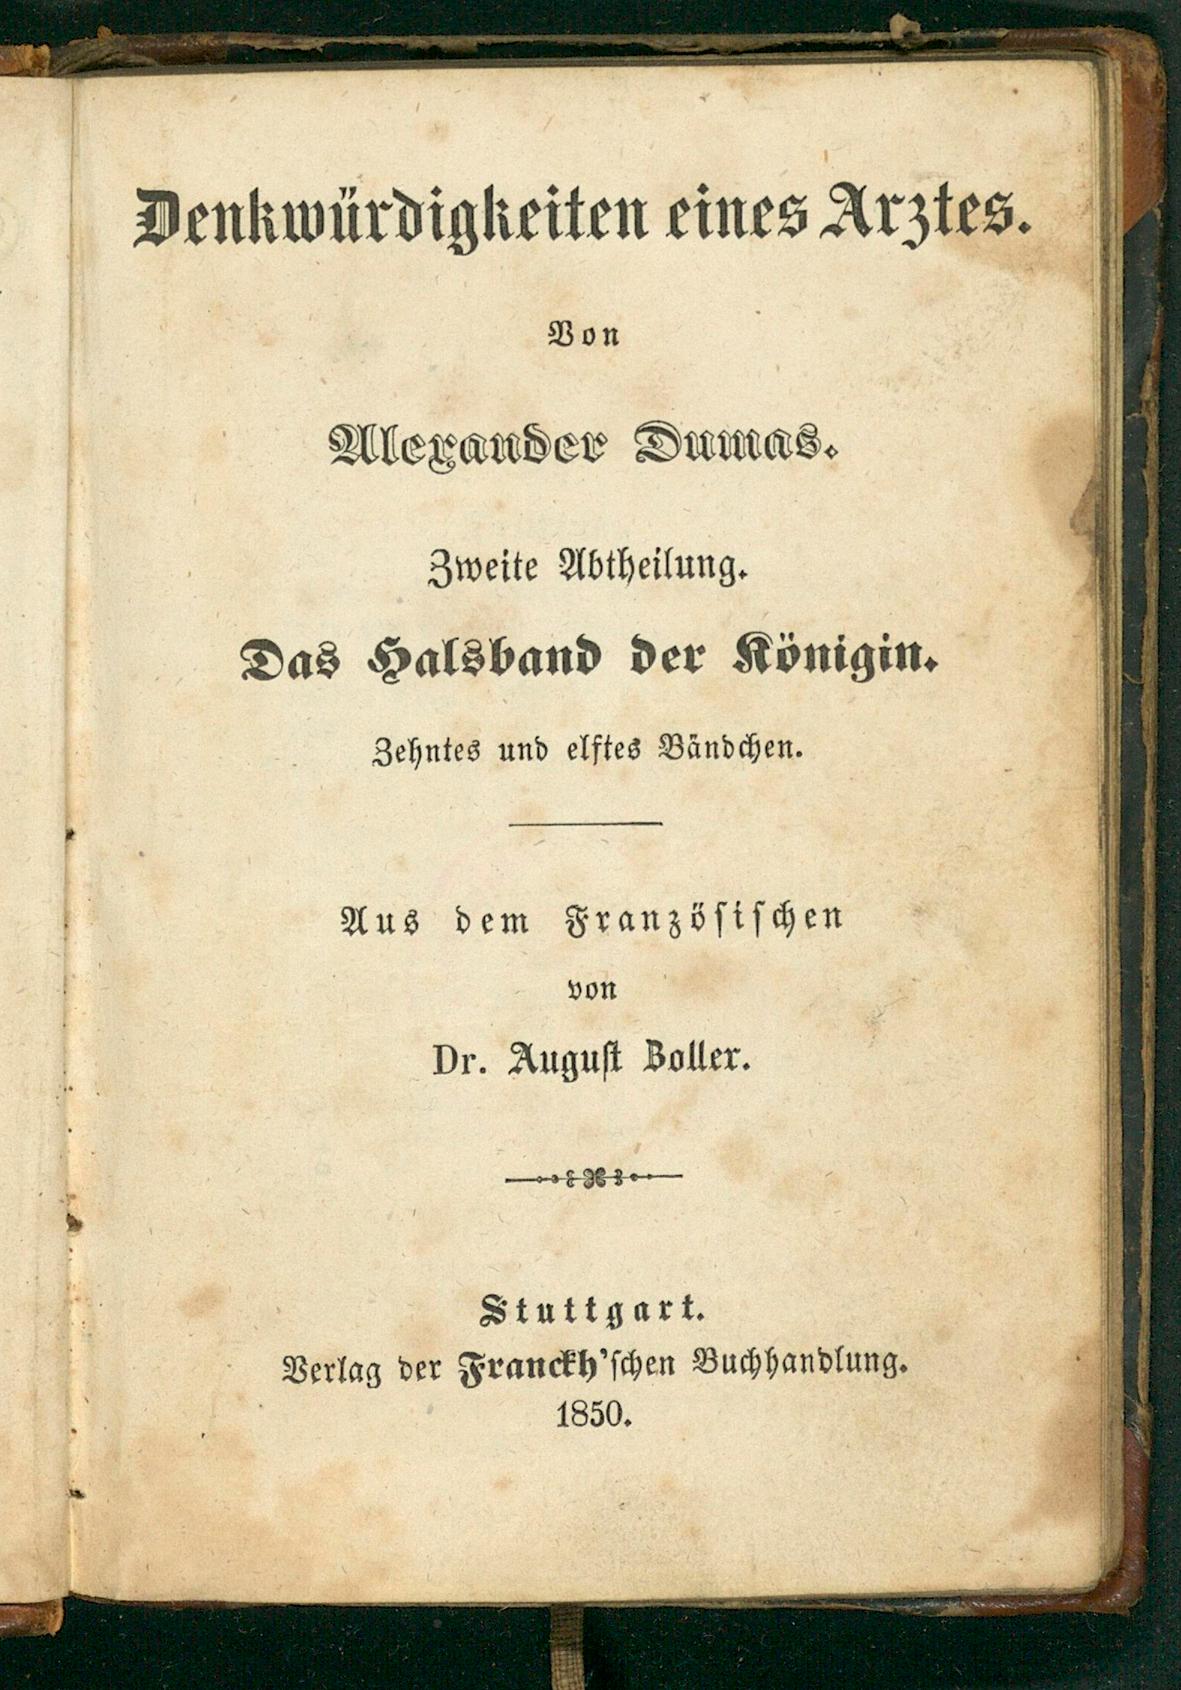 Denkwürdigkeiten eines Arztes.
Von
Alexander Dumas.
Zweite Abtheilung.
Das Halsband der Königin.
Zehntes und elftes Bändchen.
Aus dem Französischen
von
Dr. August Zoller.
Stuttgart.
Verlag der Franckh'schen Buchhandlung.
1850.